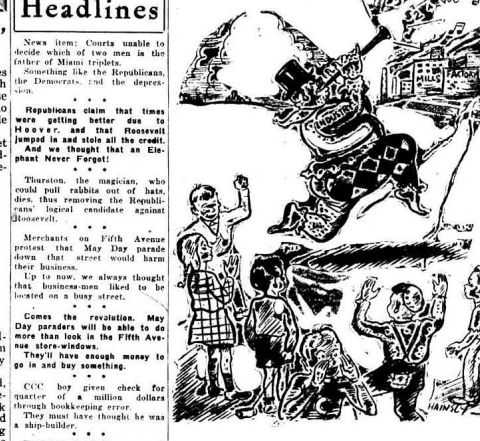 Headlines
News item: Courts unable to
decide which of two men is the
father of Miami triplets.
Something like the Republicans,
the Democrats and the depres-
sion.
* * *
Republicans claim that times
were getting better due to
Hoover, and that Roosevelt
jumped in and stole all the credit.
And we thought that an Ele-
phant Never Forgot!
* * *
Thurston, the magician, who
could pull rabbits out of hats,
dies, thus removing the Republi-
cans' logical candidate against
Roosevelt.
* * *
Merchants on Fifth Avenue
protest that May Day parade
down that street would harm
their business.
Up to now, we always thought
that business-men liked to be
located on a busy street.
* * *
Comes the revolution, May
Day paraders will be able to do
more than look in the Fifth Ave-
nue store-windows.
They'll have enough money to
go in and buy something.
* * *
CCC boy given check for
quarter of a million dollars
through bookkeeping error.
They must have thought he was
a ship-builder.
* * *
INDUSTRY
MILLS
FACTORY